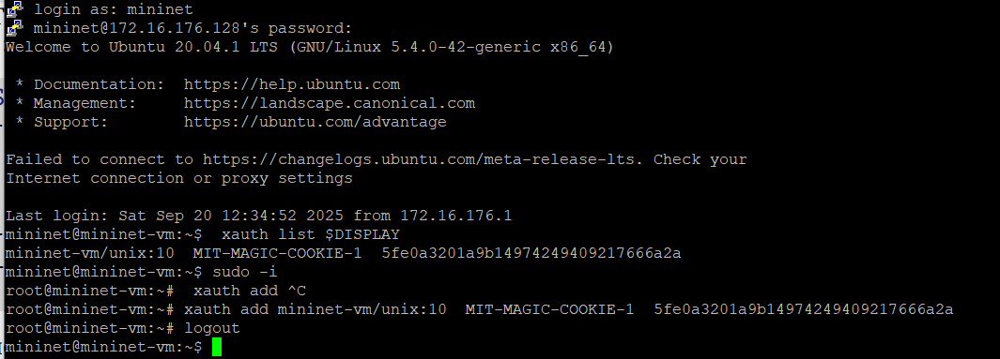 login as: mininet
mininet@172.16.176.128's password:
Welcome to Ubuntu 20.04.1 LTS (GNU/Linux 5.4.0-42-generic x86_64)
* Documentation:  https://help.ubuntu.com
* Management:     https://landscape.canonical.com
* Support:        https://ubuntu.com/advantage
Failed to connect to https://changelogs.ubuntu.com/meta-release-lts. Check your
Internet connection or proxy settings
Last login: Sat Sep 20 12:34:52 2025 from 172.16.176.1
mininet@mininet-vm:~$  xauth list $DISPLAY
mininet-vm/unix:10  MIT-MAGIC-COOKIE-1  5fe0a3201a9b14974249409217666a2a
mininet@mininet-vm:~$ sudo -i
root@mininet-vm:~#  xauth add ^C
root@mininet-vm:~# xauth add mininet-vm/unix:10  MIT-MAGIC-COOKIE-1  5fe0a3201a9b14974249409217666a2a
root@mininet-vm:~# logout
mininet@mininet-vm:~$